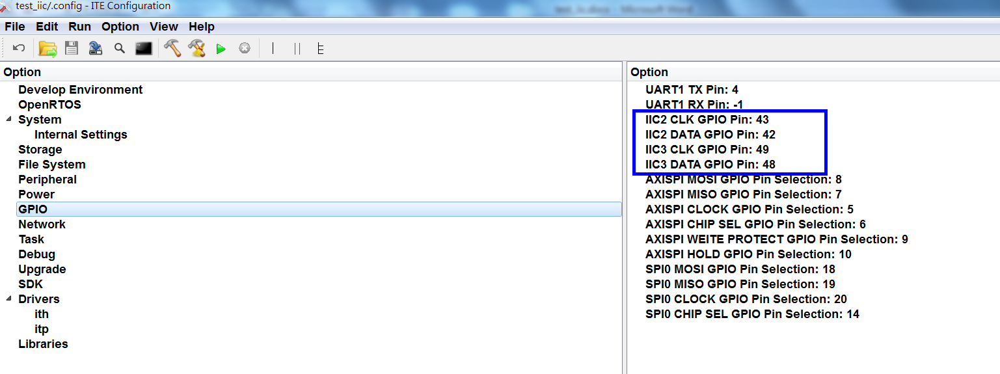 test_iic/.config - ITE Configuration
File Edit Run Option View Help
Option
Develop Environment
OpenRTOS
System
Internal Settings
Storage
File System
Peripheral
Power
GPIO
Network
Task
Debug
Upgrade
SDK
Drivers
ith
itp
Libraries
Option
UART1 TX Pin: 4
UART1 RX Pin: -1
IIC2 CLK GPIO Pin: 43
IIC2 DATA GPIO Pin: 42
IIC3 CLK GPIO Pin: 49
IIC3 DATA GPIO Pin: 48
AXISPI MOSI GPIO Pin Selection: 8
AXISPI MISO GPIO Pin Selection: 7
AXISPI CLOCK GPIO Pin Selection: 5
AXISPI CHIP SEL GPIO Pin Selection: 6
AXISPI WEITE PROTECT GPIO Pin Selection: 9
AXISPI HOLD GPIO Pin Selection: 10
SPI0 MOSI GPIO Pin Selection: 18
SPI0 MISO GPIO Pin Selection: 19
SPI0 CLOCK GPIO Pin Selection: 20
SPI0 CHIP SEL GPIO Pin Selection: 14